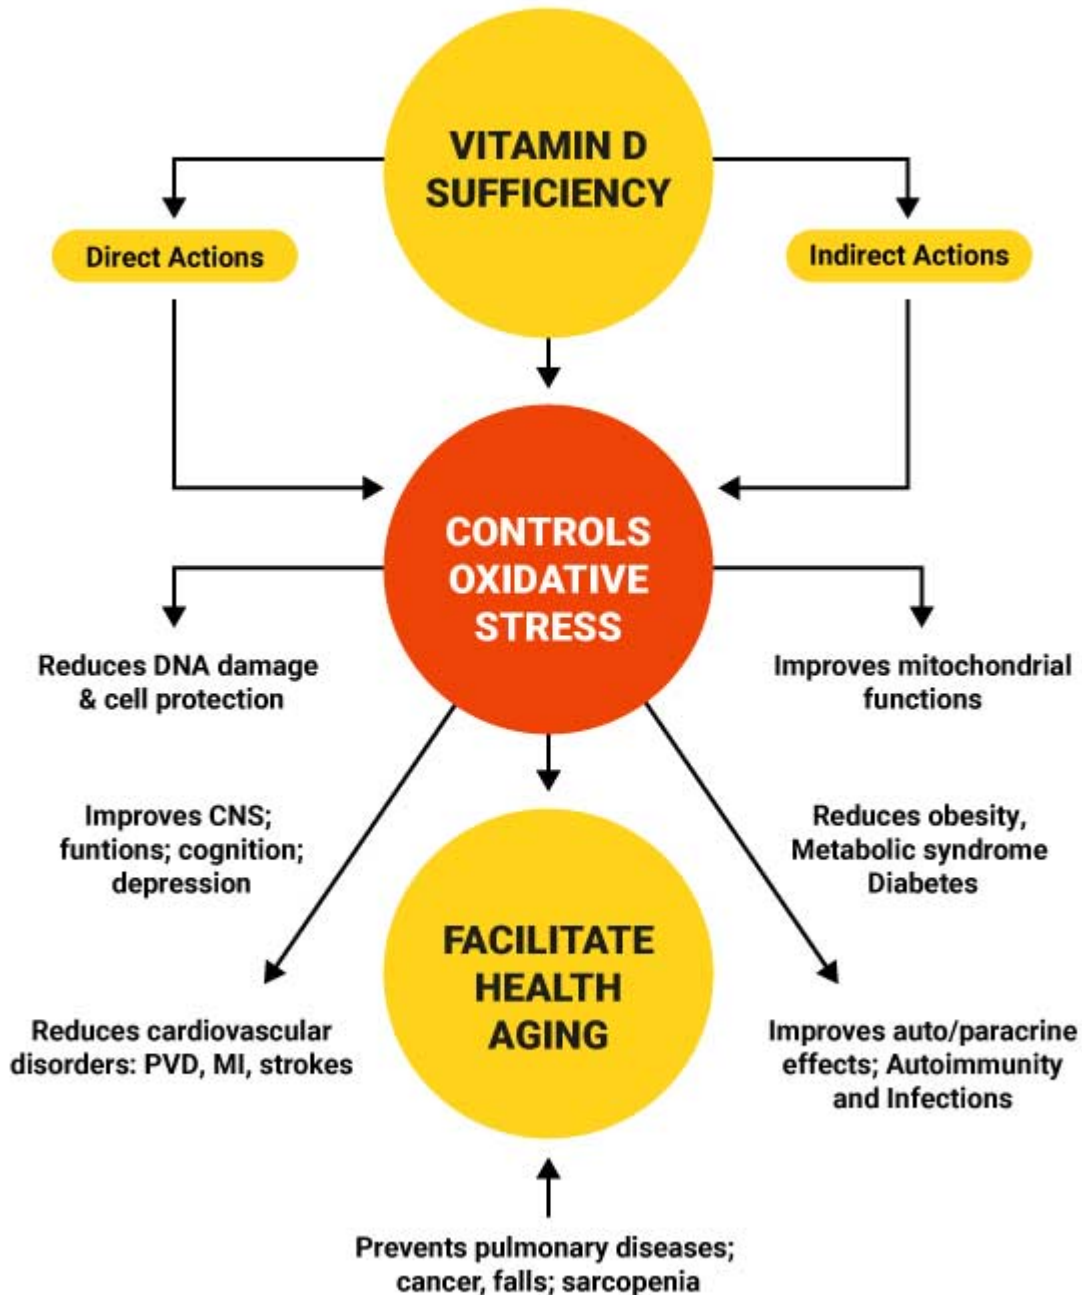 VITAMIN D
SUFFICIENCY
Direct Actions
Indirect Actions
CONTROLS
OXIDATIVE
STRESS
Reduces DNA damage
& cell protection
Improves mitochondrial
functions
Improves CNS;
funtions; cognition;
depression
Reduces obesity,
Metabolic syndrome
Diabetes
FACILITATE
HEALTH
AGING
Reduces cardiovascular
disorders: PVD, MI, strokes
Improves auto/paracrine
effects; Autoimmunity
and Infections
Prevents pulmonary diseases;
cancer, falls; sarcopenia